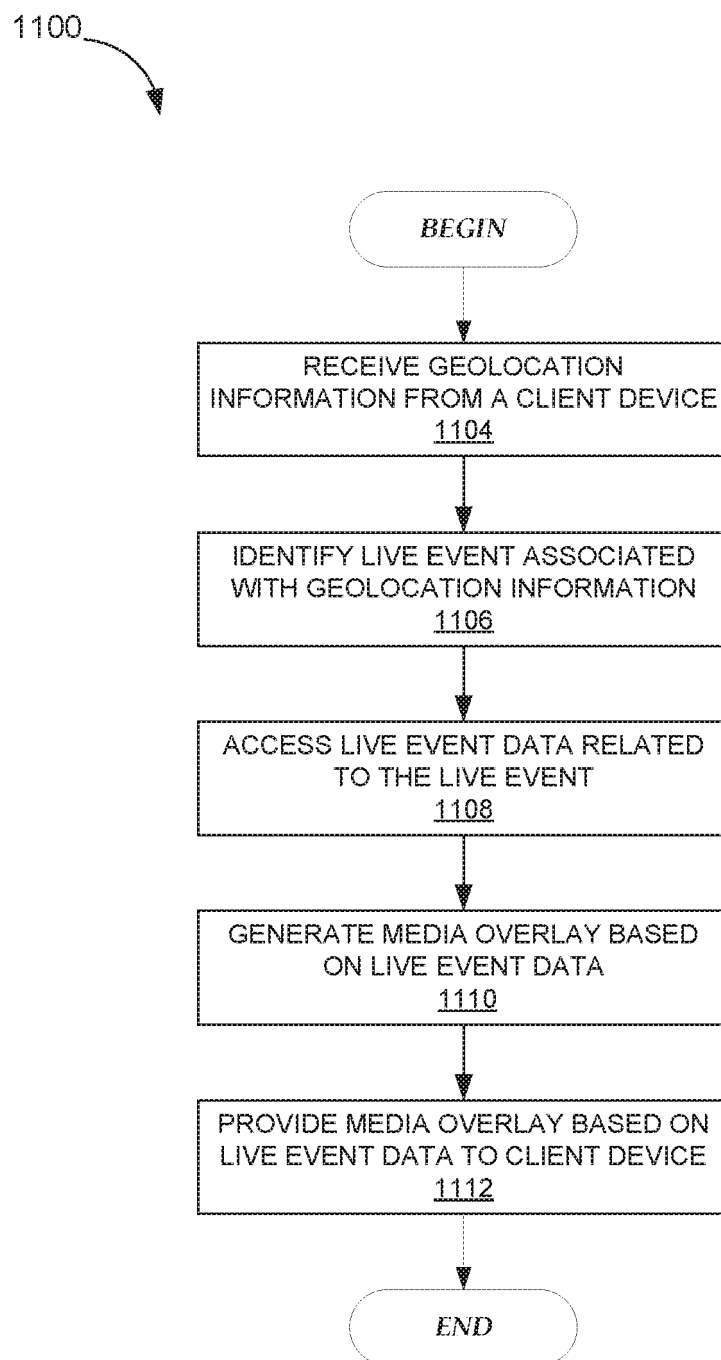 1100
BEGIN
RECEIVE GEOLOCATION
INFORMATION FROM A CLIENT DEVICE
1104
IDENTIFY LIVE EVENT ASSOCIATED
WITH GEOLOCATION INFORMATION
1106
ACCESS LIVE EVENT DATA RELATED
TO THE LIVE EVENT
1108
GENERATE MEDIA OVERLAY BASED
ON LIVE EVENT DATA
1110
PROVIDE MEDIA OVERLAY BASED ON
LIVE EVENT DATA TO CLIENT DEVICE
1112
END